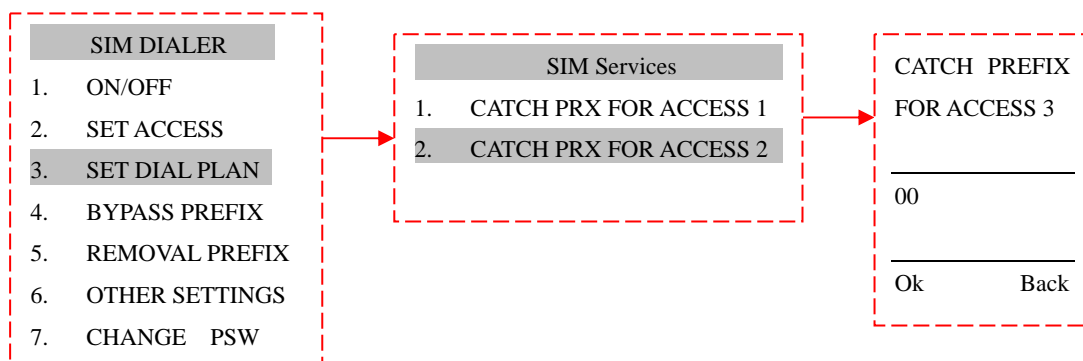 SIM DIALER
1. ON/OFF
2. SET ACCESS
3. SET DIAL PLAN
4. BYPASS PREFIX
5. REMOVAL PREFIX
6. OTHER SETTINGS
7. CHANGE PSW
SIM Services
1. CATCH PRX FOR ACCESS 1
2. CATCH PRX FOR ACCESS 2
CATCH PREFIX
FOR ACCESS 3
00
Ok Back